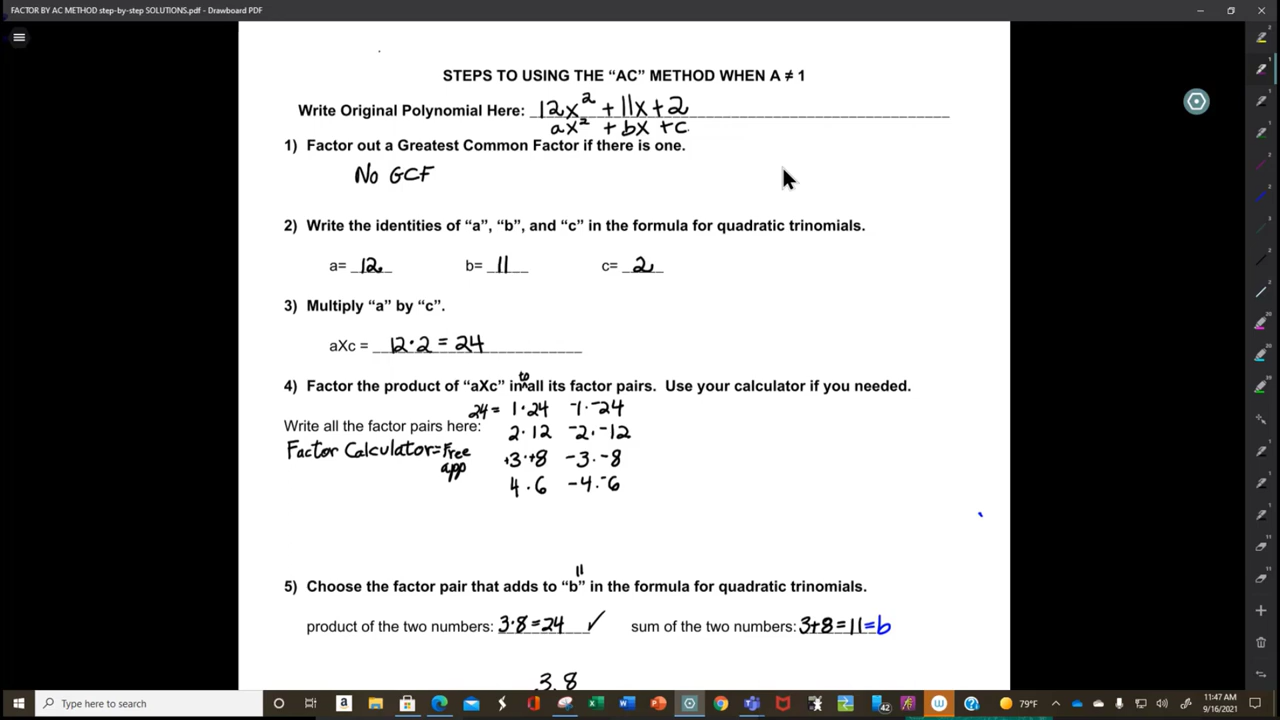 FACTOR BY AC METHOD step-by-step SOLUTIONS.pdf - Drawboard PDF
STEPS TO USING THE “AC” METHOD WHEN A ≠ 1
Write Original Polynomial Here: 12x² + 11x + 2
ax² + bx + c
1) Factor out a Greatest Common Factor if there is one.
No GCF
2) Write the identities of “a”, “b”, and “c” in the formula for quadratic trinomials.
a= 12 b= 11 c= 2
3) Multiply “a” by “c”.
aXc = 12·2 = 24
to
4) Factor the product of “aXc” in^all its factor pairs. Use your calculator if you needed.
24 = 1·24 -1·-24
Write all the factor pairs here: 2·12 -2·-12
Factor Calculator=Free +3·+8 -3·-8
app
4·6 -4·-6
11
5) Choose the factor pair that adds to “b” in the formula for quadratic trinomials.
product of the two numbers: 3·8=24 ✓ sum of the two numbers: 3+8=11=b
3, 8
Type here to search
42
79°F
11:47 AM
9/16/2021